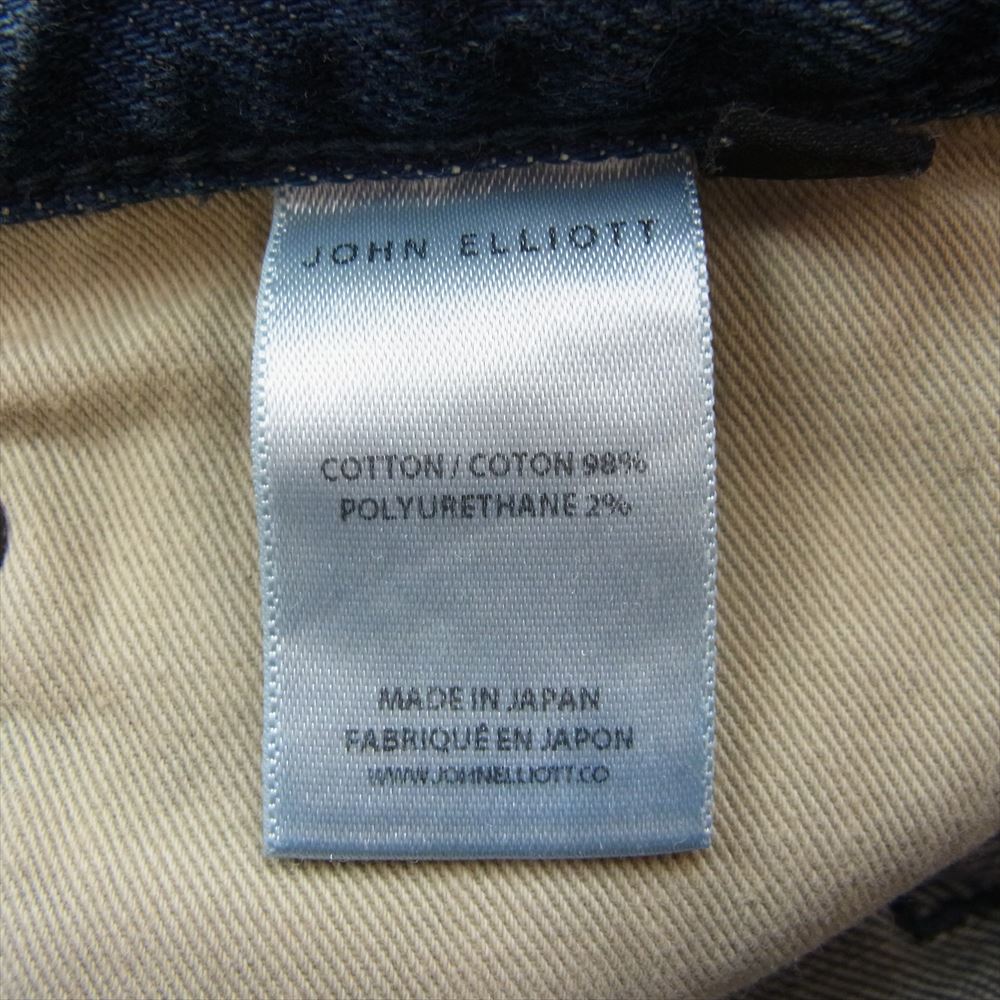 JOHN ELLIOTT
COTTON / COTON 98%
POLYURETHANE 2%
MADE IN JAPAN
FABRIQUÉ EN JAPON
WWW.JOHNELLIOTT.CO